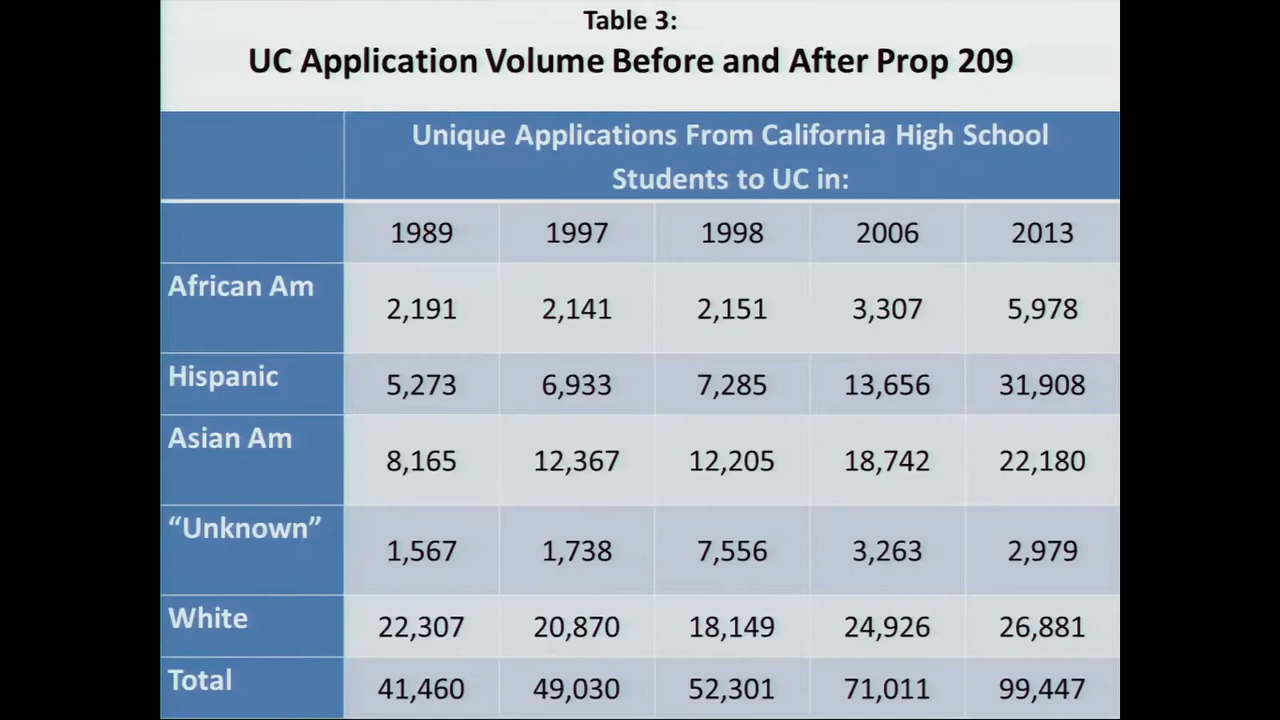 Table 3:
UC Application Volume Before and After Prop 209
Unique Applications From California High School
Students to UC in:
1989 1997 1998 2006 2013
African Am 2,191 2,141 2,151 3,307 5,978
Hispanic 5,273 6,933 7,285 13,656 31,908
Asian Am 8,165 12,367 12,205 18,742 22,180
“Unknown” 1,567 1,738 7,556 3,263 2,979
White 22,307 20,870 18,149 24,926 26,881
Total 41,460 49,030 52,301 71,011 99,447